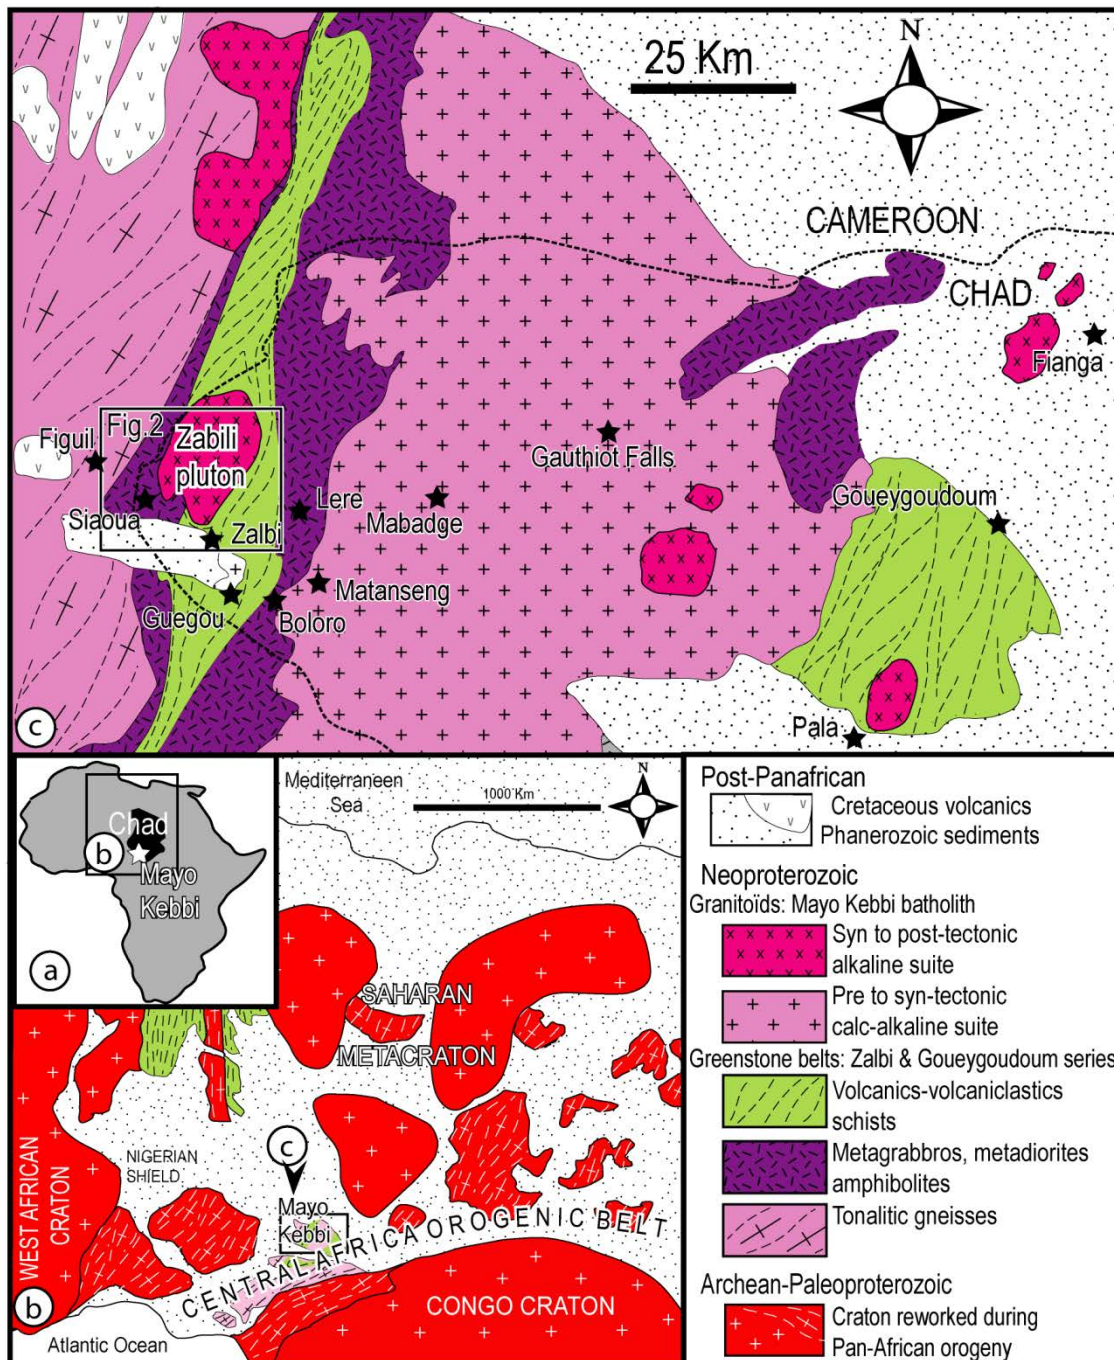 N
25 Km
CAMEROON
CHAD
Fianga
Fig.2
Figuil
Zabili
pluton
Gauthiot Falls
Lere
Mabadge
Goueygoudoum
Siaoua
Zalbi
Matanseng
Guegou
Boloro
Pala
c
Chad
b
Mayo
Kebbi
a
Mediterraneen
Sea
1000 Km
N
SAHARAN
METACRATON
WEST AFRICAN
CRATON
NIGERIAN
SHIELD
c
Mayo
Kebbi
CENTRAL AFRICA OROGENIC BELT
CONGO CRATON
b
Atlantic Ocean
Post-Panafrican
Cretaceous volcanics
Phanerozoic sediments
Neoproterozoic
Granitoïds: Mayo Kebbi batholith
Syn to post-tectonic
alkaline suite
Pre to syn-tectonic
calc-alkaline suite
Greenstone belts: Zalbi & Goueygoudoum series
Volcanics-volcaniclastics
schists
Metagrabbros, metadiorites
amphibolites
Tonalitic gneisses
Archean-Paleoproterozoic
Craton reworked during
Pan-African orogeny